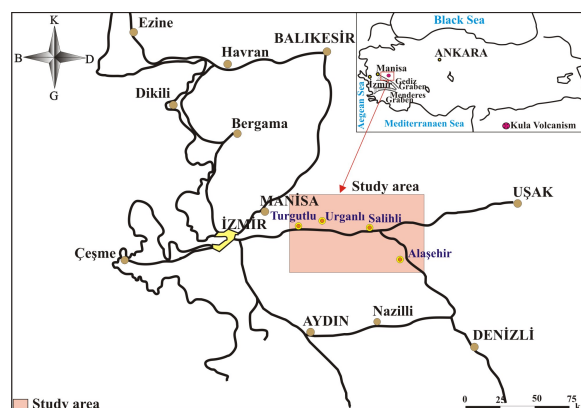 K
B
D
G
Ezine
Havran
BALIKESİR
Dikili
Bergama
MANİSA
İZMİR
Çeşme
Study area
Turgutlu
Urganlı
Salihli
Alaşehir
UŞAK
AYDIN
Nazilli
DENİZLİ
Black Sea
ANKARA
Manisa
İzmir
Gediz
Graben
Menderes
Graben
Aegean Sea
Mediterranaen Sea
Kula Volcanism
Study area
0 25 50 75
k